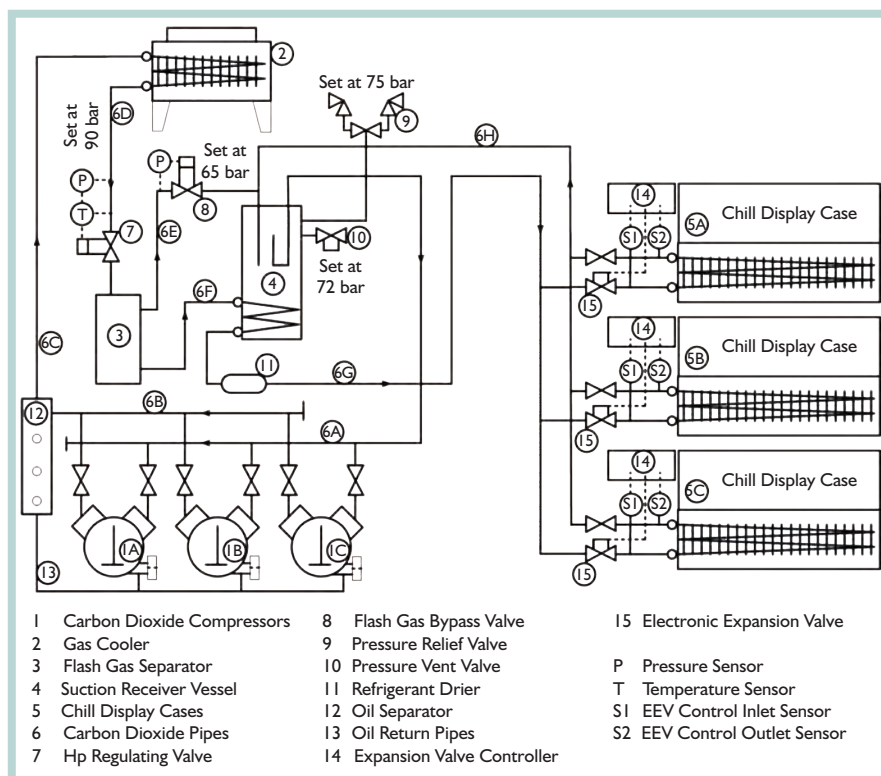 2
Set at 75 bar
9
6H
6D
Set at
90 bar
P
T
7
P
Set at
65 bar
8
6E
10
Set at
72 bar
4
6F
3
11
6G
6C
12
6B
6A
1A
1B
1C
13
14
Chill Display Case
5A
S1
S2
15
14
Chill Display Case
5B
S1
S2
15
14
Chill Display Case
5C
S1
S2
15
1 Carbon Dioxide Compressors
2 Gas Cooler
3 Flash Gas Separator
4 Suction Receiver Vessel
5 Chill Display Cases
6 Carbon Dioxide Pipes
7 Hp Regulating Valve
8 Flash Gas Bypass Valve
9 Pressure Relief Valve
10 Pressure Vent Valve
11 Refrigerant Drier
12 Oil Separator
13 Oil Return Pipes
14 Expansion Valve Controller
15 Electronic Expansion Valve
P Pressure Sensor
T Temperature Sensor
S1 EEV Control Inlet Sensor
S2 EEV Control Outlet Sensor